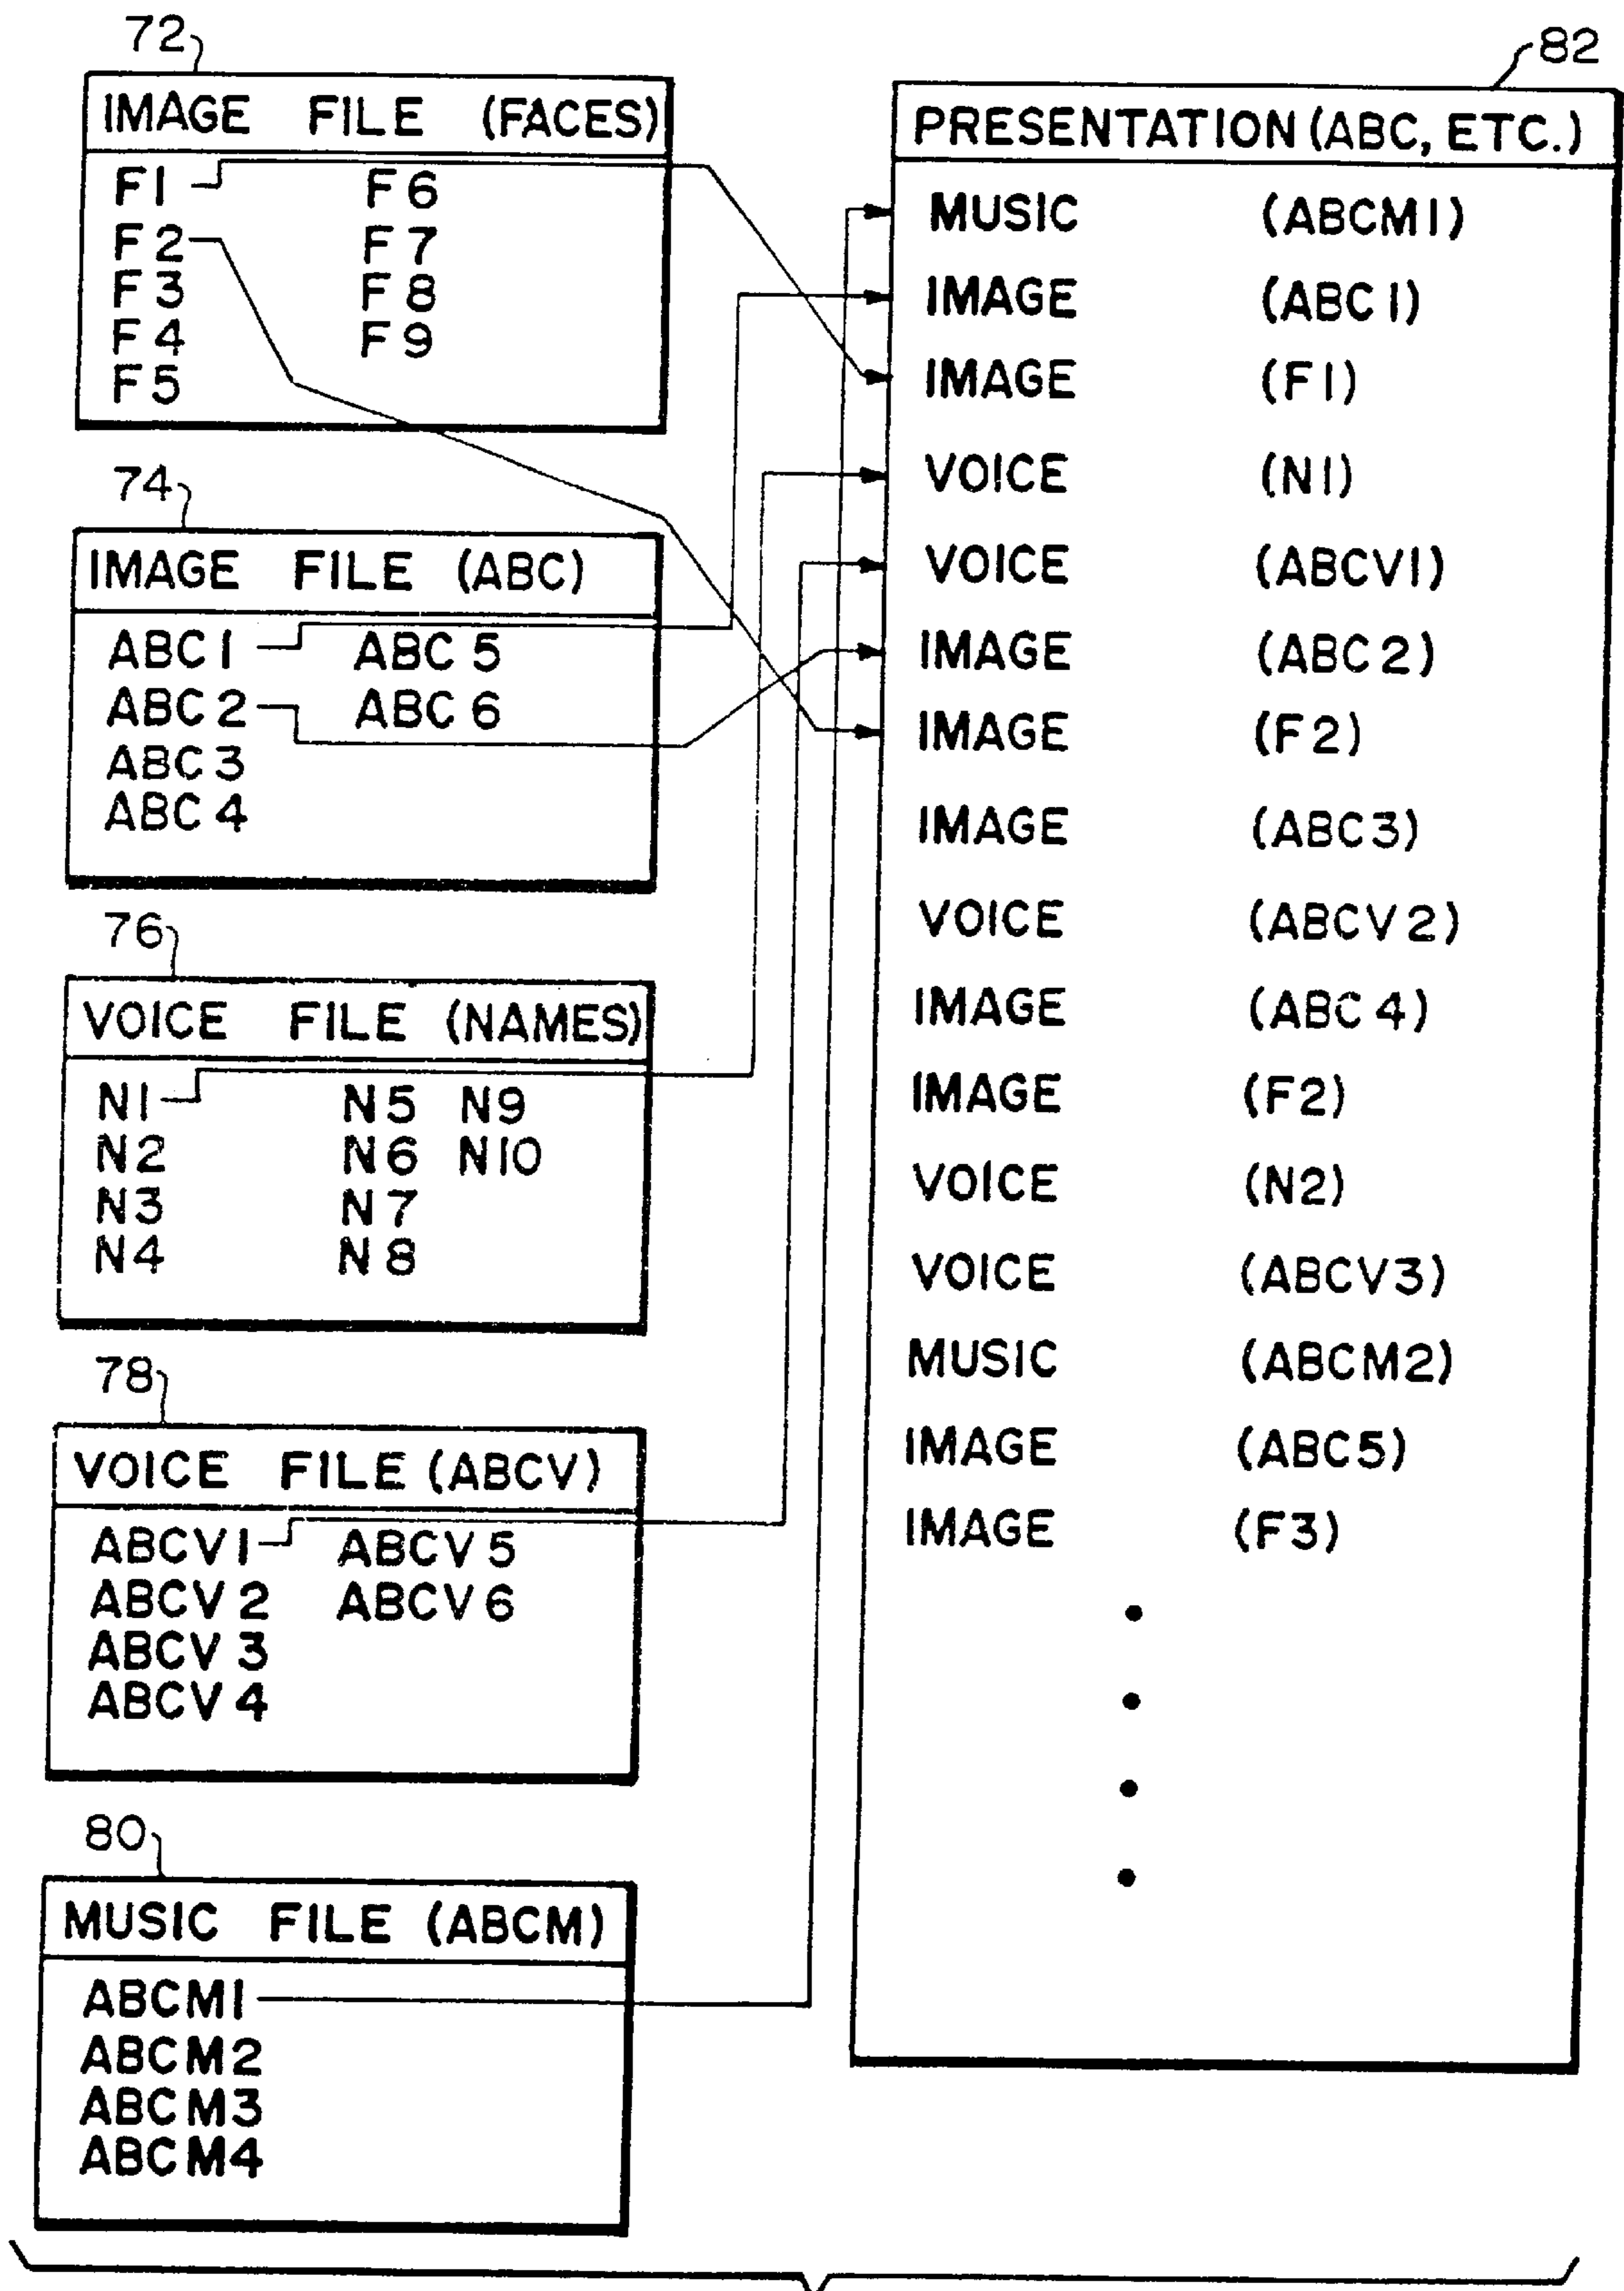 72
IMAGE FILE (FACES)
F1 F6
F2 F7
F3 F8
F4 F9
F5
74
IMAGE FILE (ABC)
ABC1 ABC5
ABC2 ABC6
ABC3
ABC4
76
VOICE FILE (NAMES)
N1 N5 N9
N2 N6 N10
N3 N7
N4 N8
78
VOICE FILE (ABCV)
ABCV1 ABCV5
ABCV2 ABCV6
ABCV3
ABCV4
80
MUSIC FILE (ABCM)
ABCM1
ABCM2
ABCM3
ABCM4
82
PRESENTATION (ABC, ETC.)
MUSIC (ABCM1)
IMAGE (ABC1)
IMAGE (F1)
VOICE (N1)
VOICE (ABCV1)
IMAGE (ABC2)
IMAGE (F2)
IMAGE (ABC3)
VOICE (ABCV2)
IMAGE (ABC4)
IMAGE (F2)
VOICE (N2)
VOICE (ABCV3)
MUSIC (ABCM2)
IMAGE (ABC5)
IMAGE (F3)